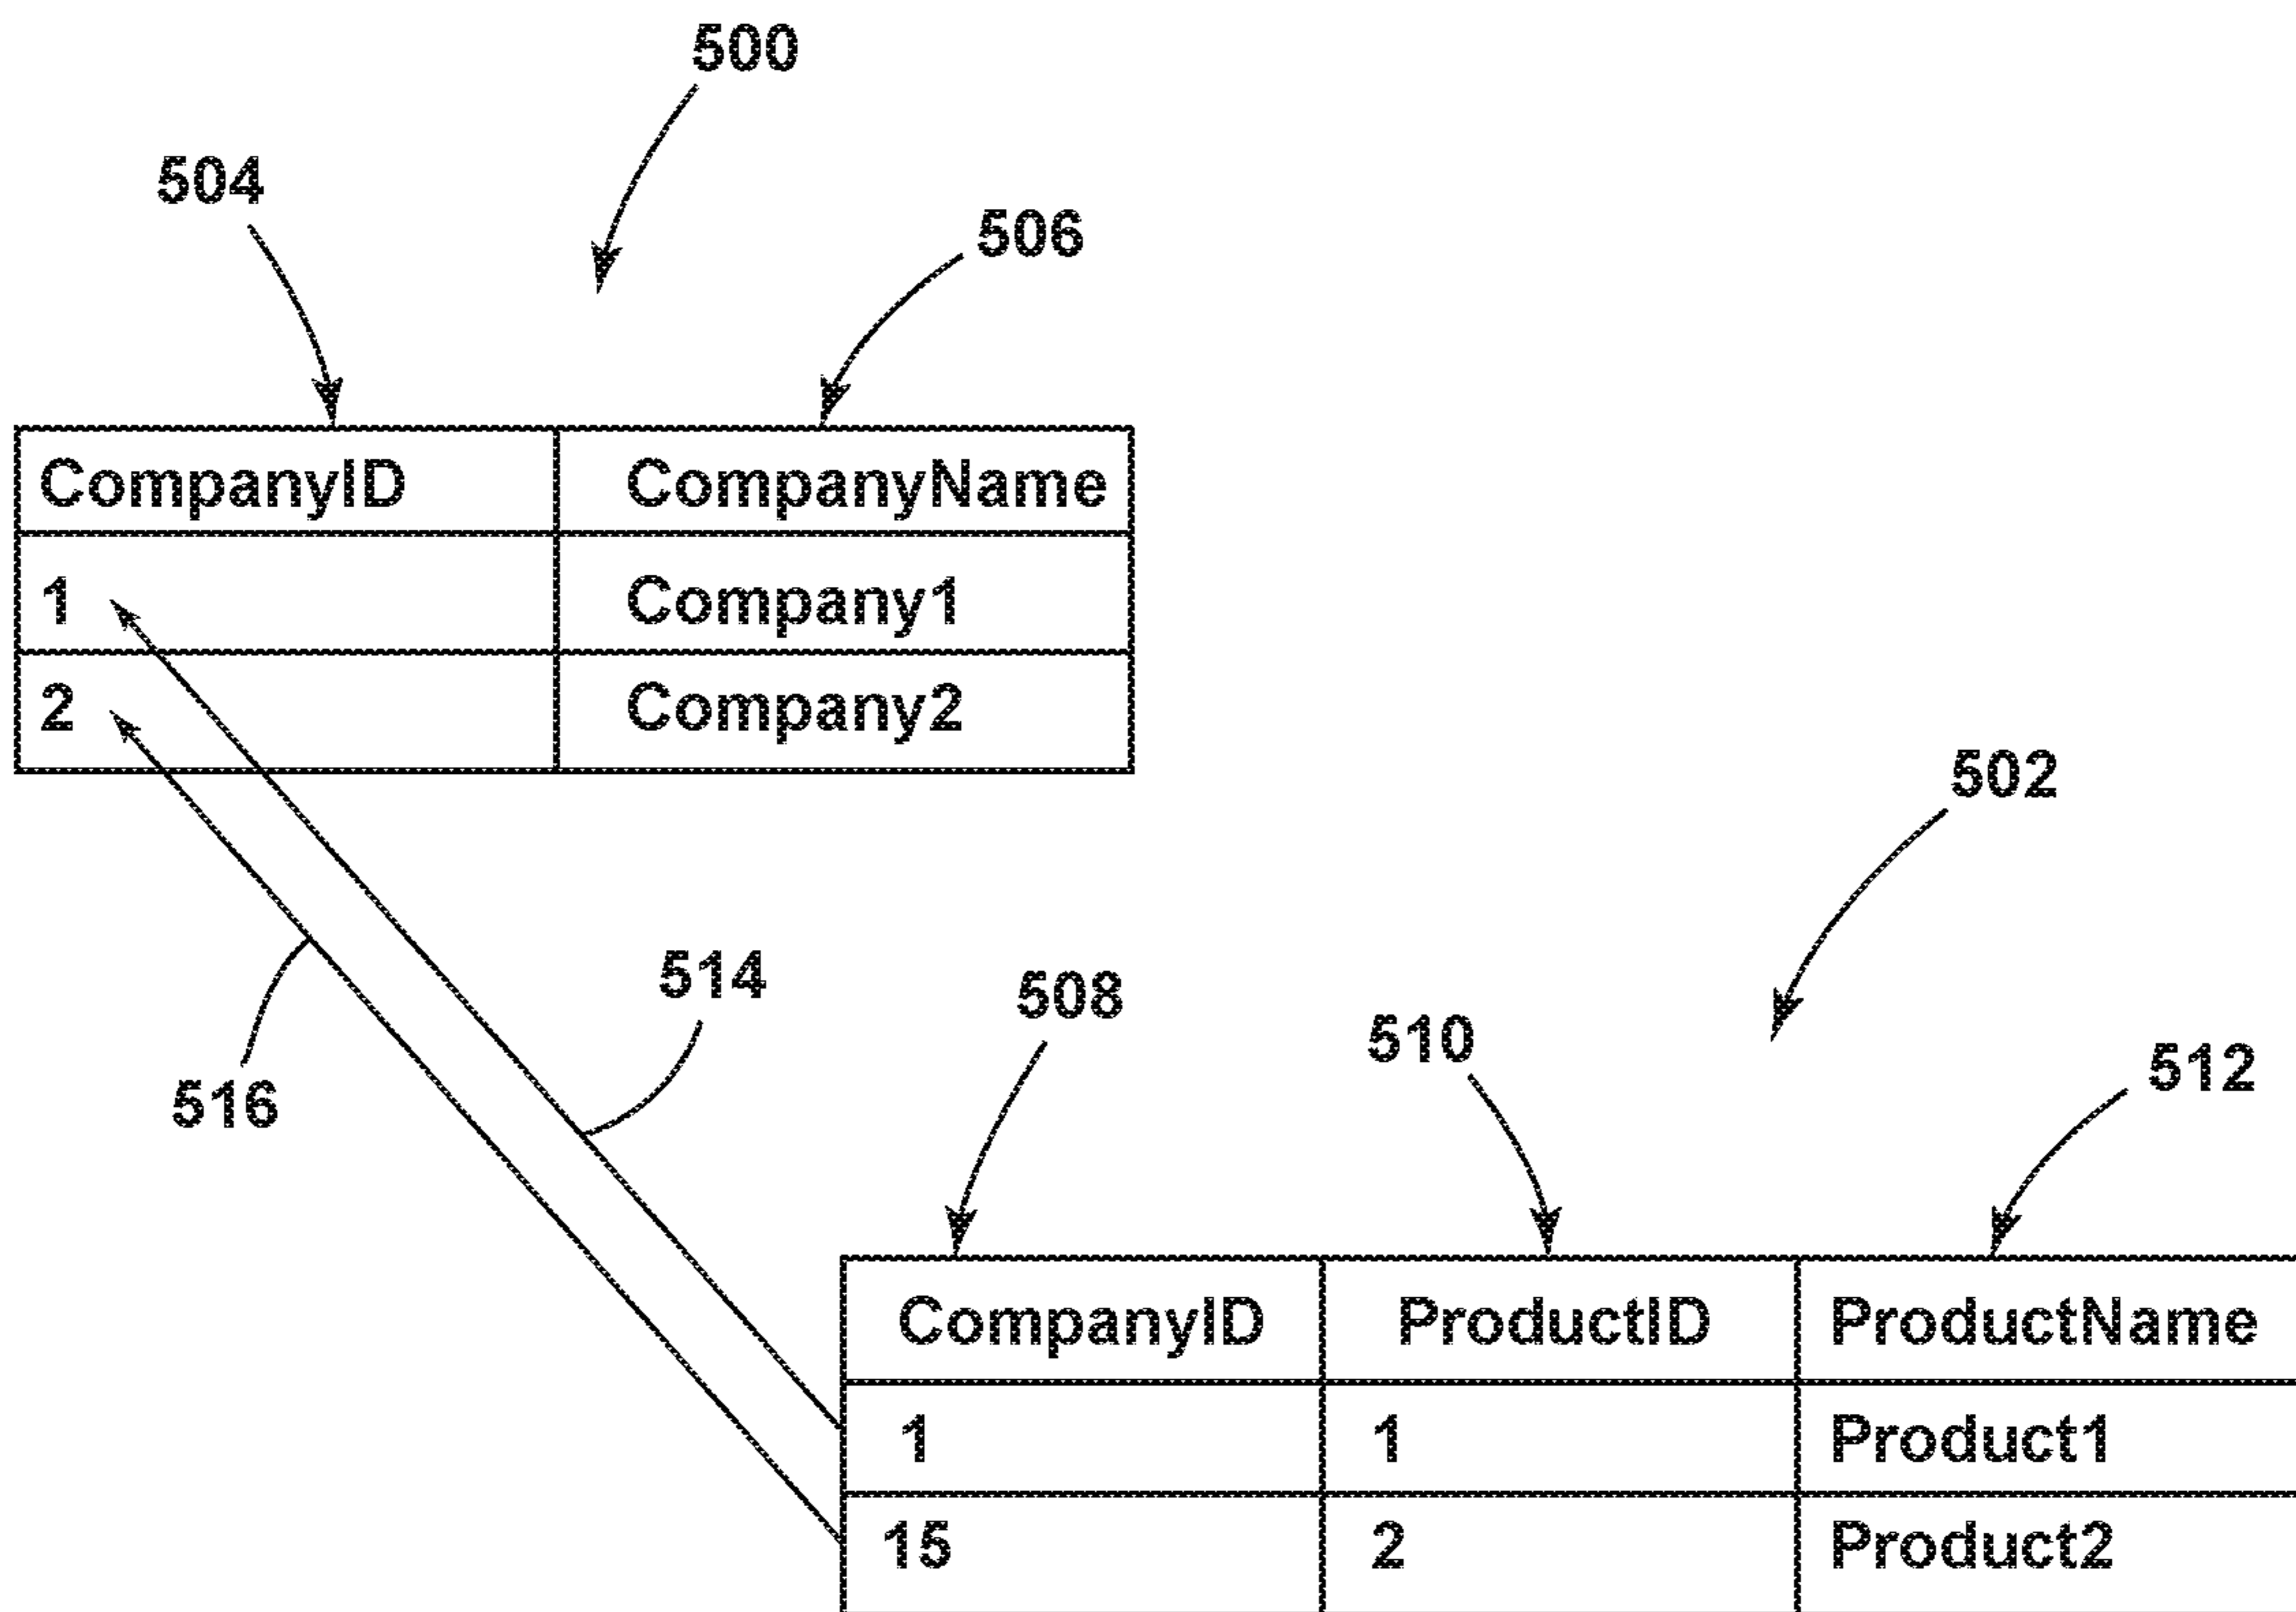 500
504
506
CompanyID CompanyName
1 Company1
2 Company2
502
514
508
510
512
516
CompanyID ProductID ProductName
1 1 Product1
15 2 Product2